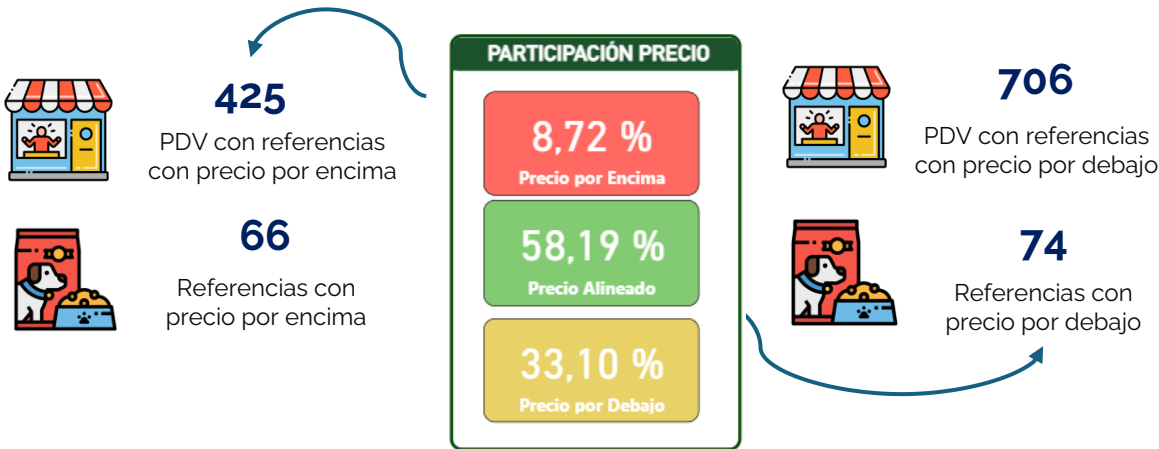 425
PDV con referencias
con precio por encima
66
Referencias con
precio por encima
PARTICIPACIÓN PRECIO
8,72 %
Precio por Encima
58,19 %
Precio Alineado
33,10 %
Precio por Debajo
706
PDV con referencias
con precio por debajo
74
Referencias con
precio por debajo